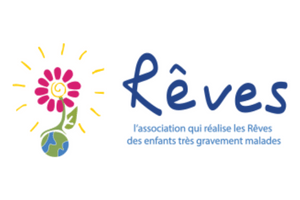 Rêves
l'association qui réalise les Rêves
des enfants très gravement malades